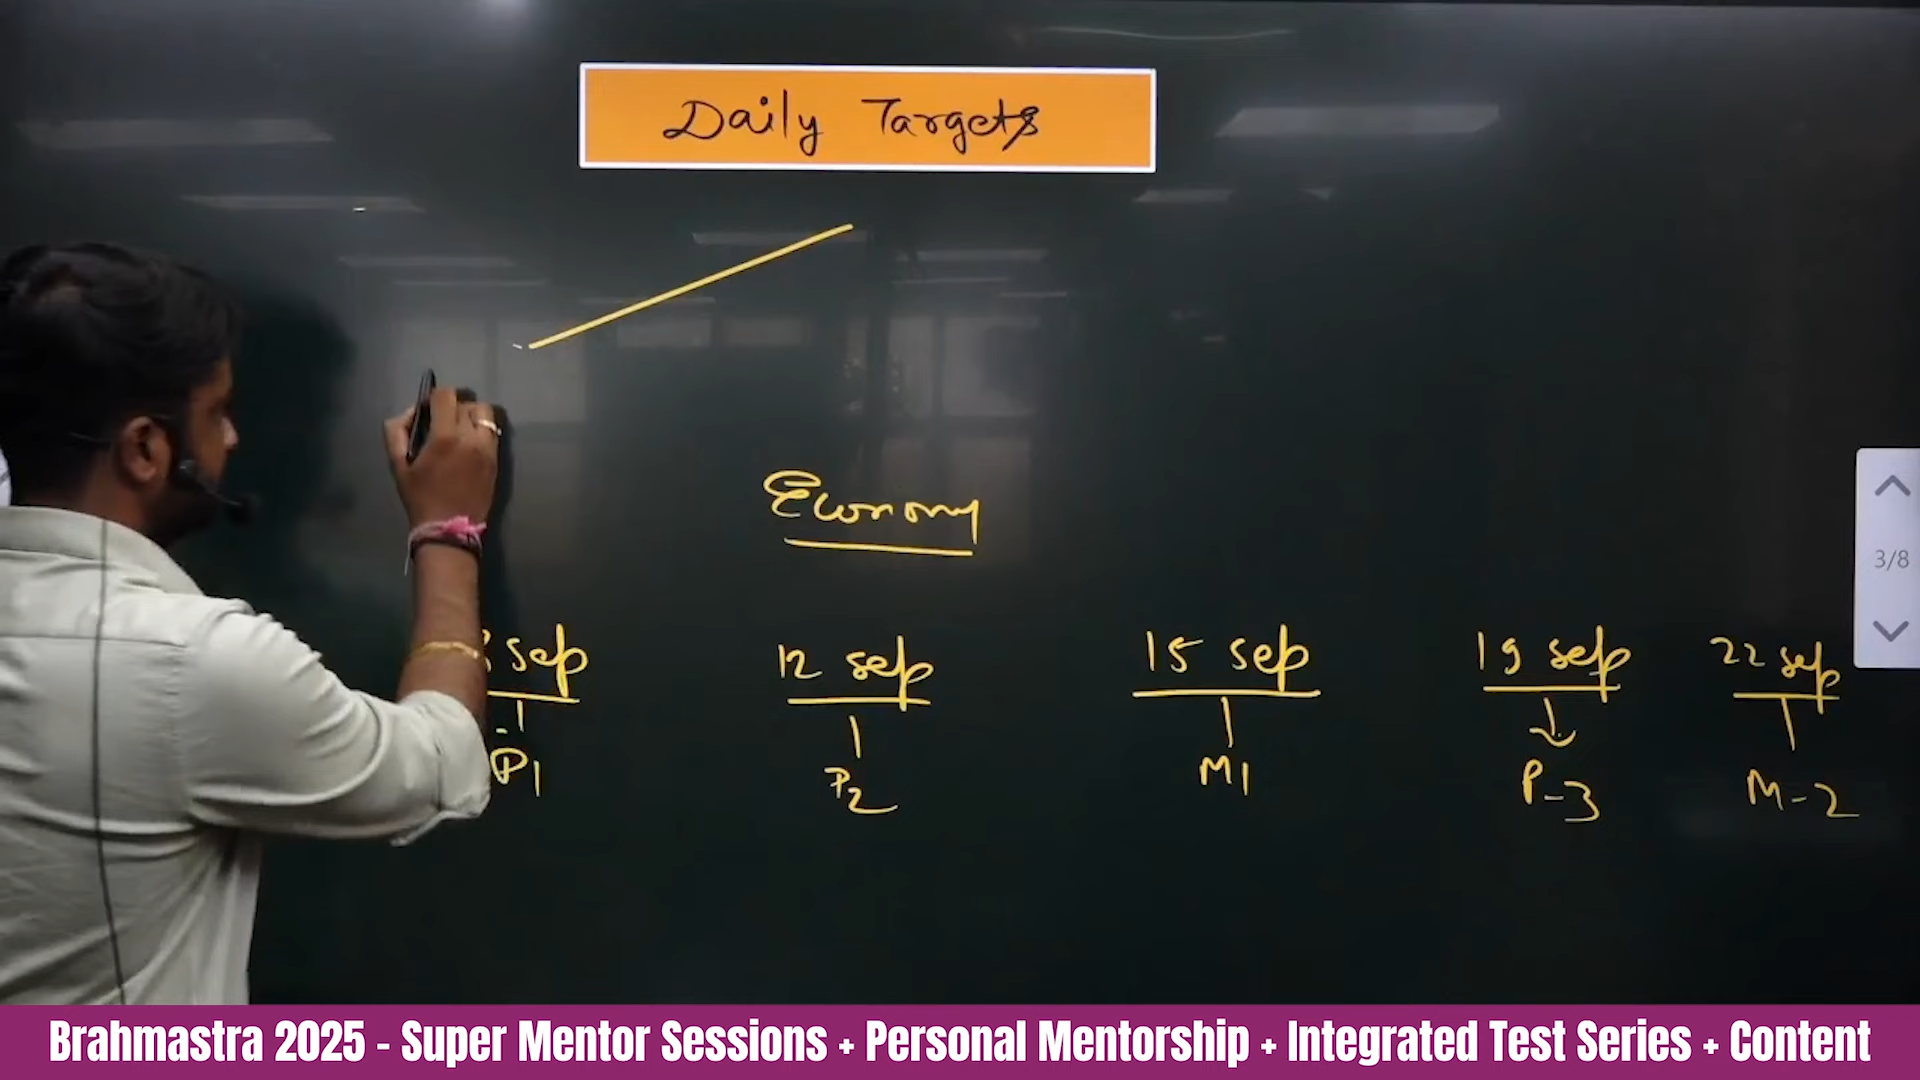 Daily Targets
Economy
sep 12 sep 15 sep 19 sep 22 sep
P1 P2 M1 P-3 M-2
3/8
Brahmastra 2025 - Super Mentor Sessions + Personal Mentorship + Integrated Test Series + Content